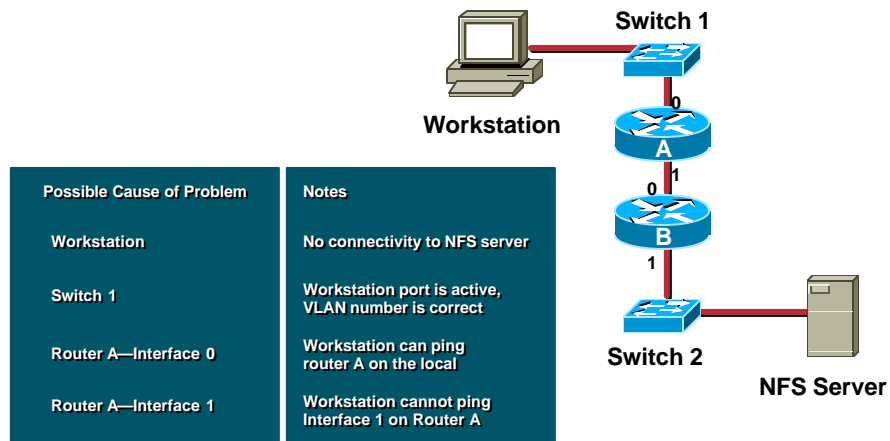 Switch 1
Workstation
0
A
1
0
B
1
Switch 2
NFS Server
Possible Cause of Problem
Notes
Workstation
No connectivity to NFS server
Switch 1
Workstation port is active,
VLAN number is correct
Router A—Interface 0
Workstation can ping
router A on the local
Router A—Interface 1
Workstation cannot ping
Interface 1 on Router A